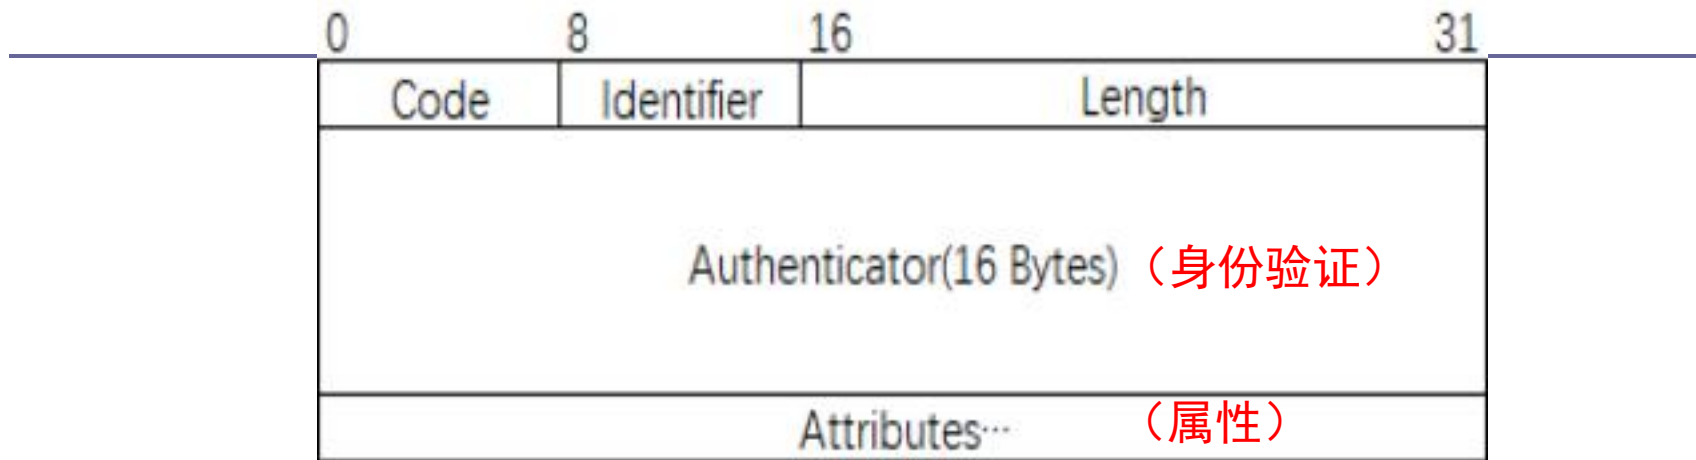 0 8 16 31
Code Identifier Length
Authenticator(16 Bytes)（身份验证）
Attributes… （属性）